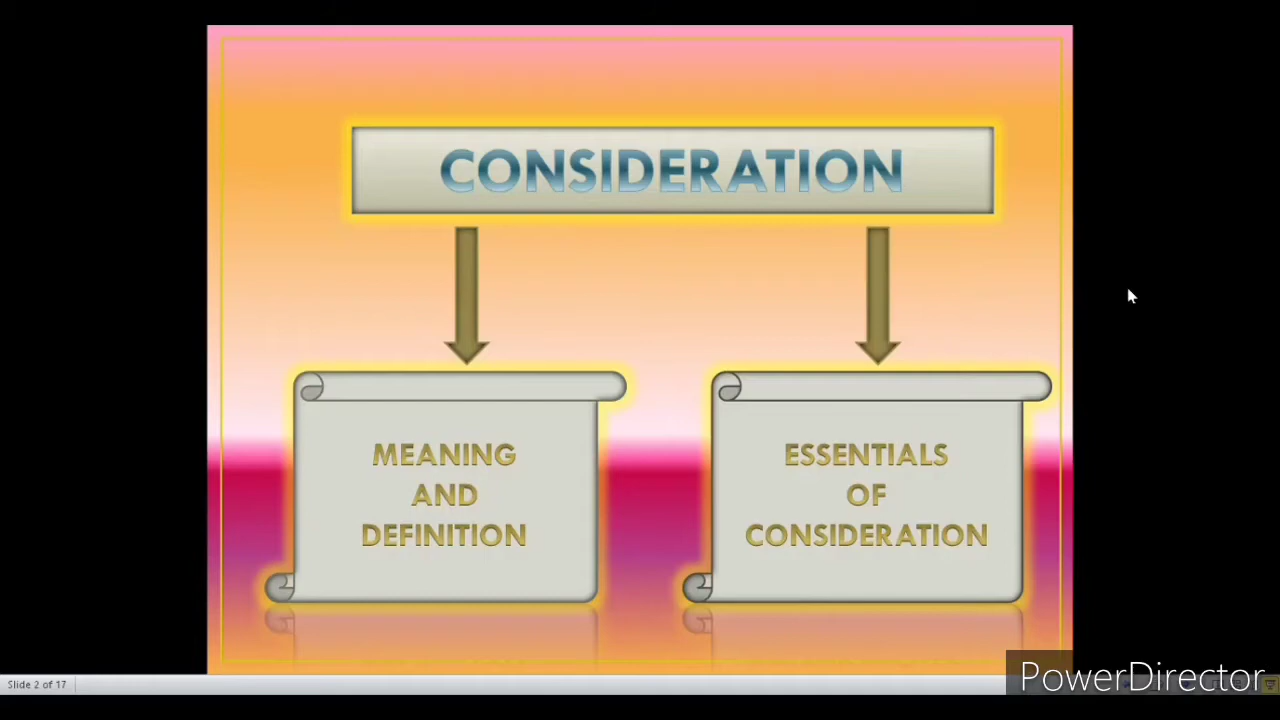 CONSIDERATION
MEANING
AND
DEFINITION
ESSENTIALS
OF
CONSIDERATION
Slide 2 of 17
PowerDirector